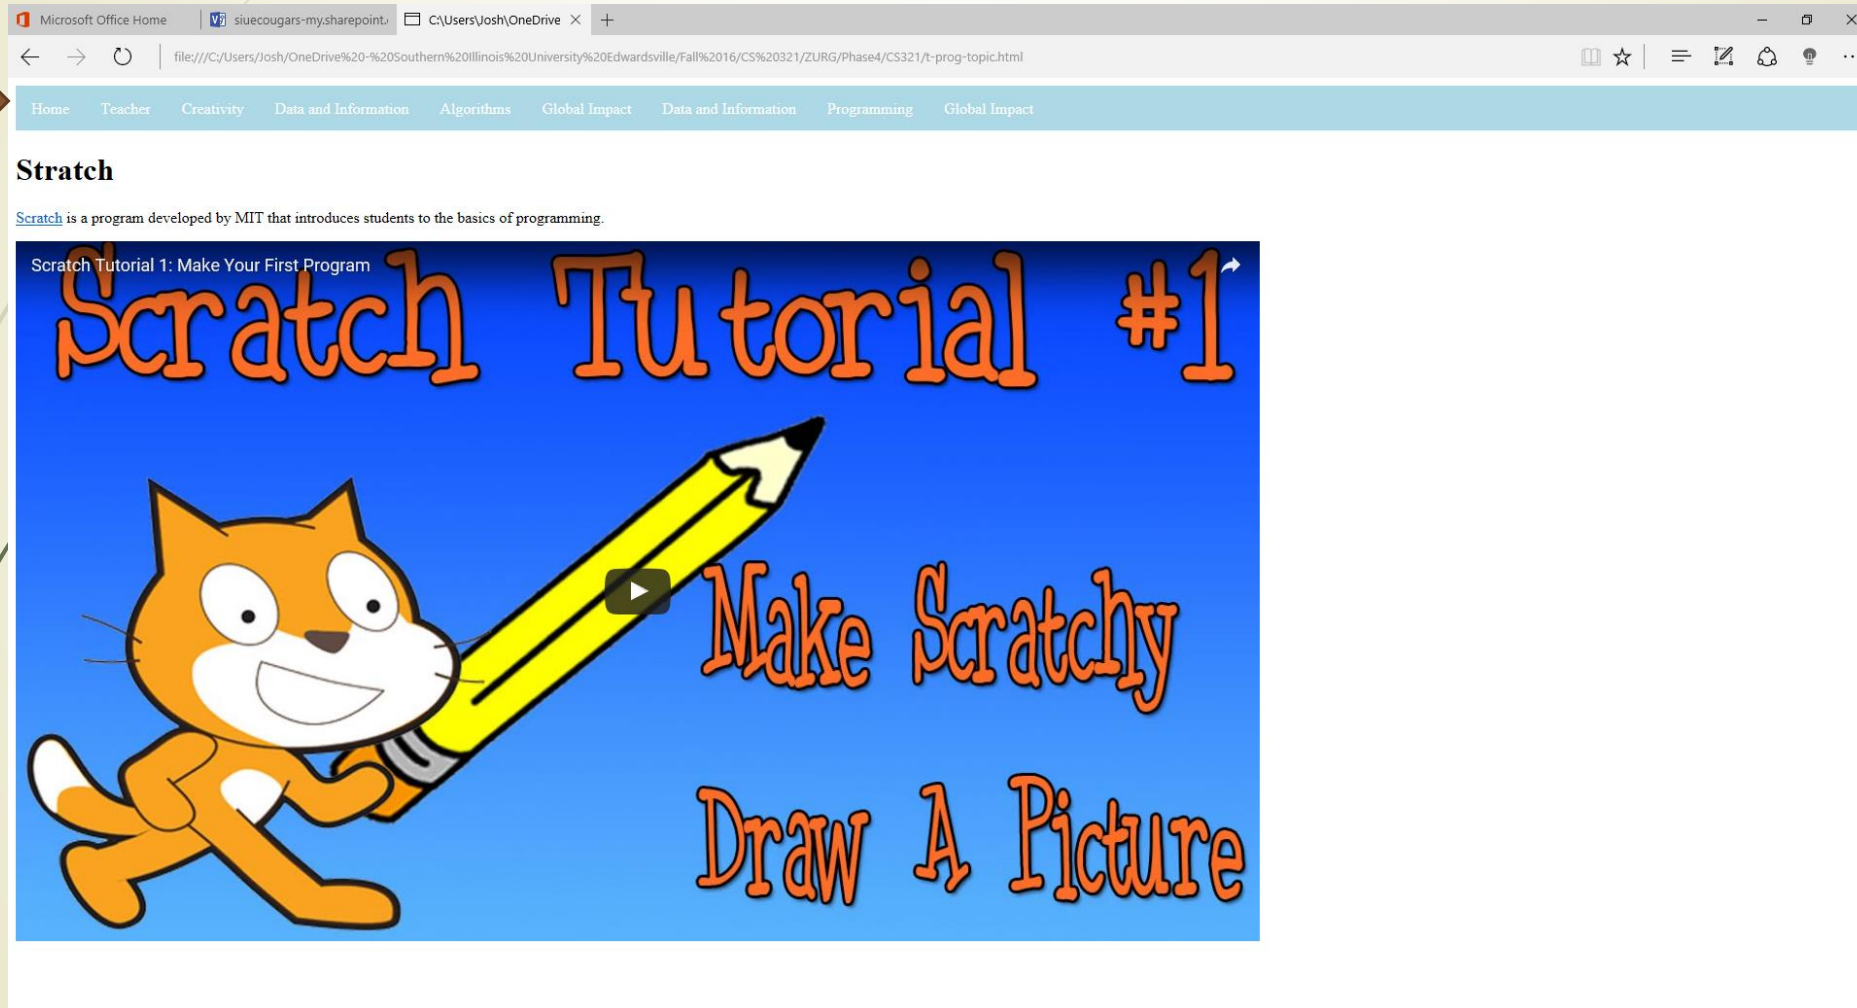 Microsoft Office Home siuecougars-my.sharepoint. C:\Users\Josh\OneDrive
file:///C:/Users/Josh/OneDrive%20-%20Southern%20Illinois%20University%20Edwardsville/Fall%2016/CS%20321/ZURG/Phase4/CS321/t-prog-topic.html
Home Teacher Creativity Data and Information Algorithms Global Impact Data and Information Programming Global Impact
Stratch
Scratch is a program developed by MIT that introduces students to the basics of programming.
Scratch Tutorial 1: Make Your First Program
Scratch Tutorial #1
Make Scratchy
Draw A Picture